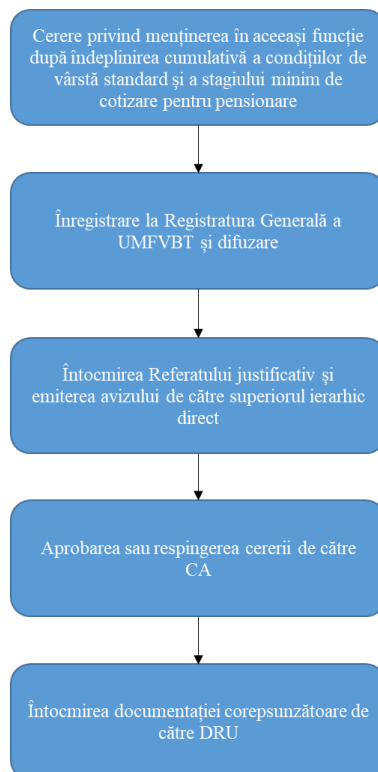 Cerere privind menținerea în aceeași funcție
după îndeplinirea cumulativă a condițiilor de
vârstă standard și a stagiului minim de
cotizare pentru pensionare
Înregistrare la Registratura Generală a
UMFVBT și difuzare
Întocmirea Referatului justificativ și
emiterea avizului de către superiorul ierarhic
direct
Aprobarea sau respingerea cererii de către
CA
Întocmirea documentației corepsunzătoare de
către DRU